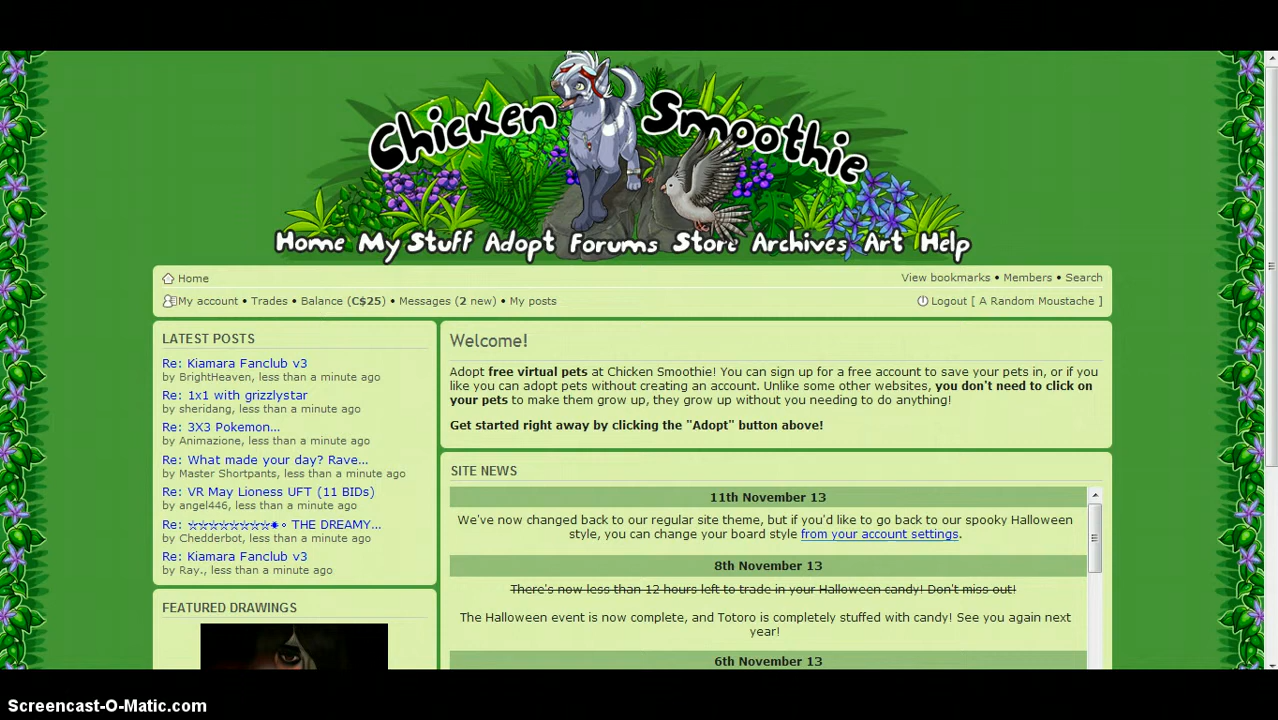 Chicken Smoothie
Home My Stuff Adopt Forums Store Archives Art Help
Home
View bookmarks • Members • Search
My account • Trades • Balance (C$25) • Messages (2 new) • My posts
Logout [ A Random Moustache ]
LATEST POSTS
Re: Kiamara Fanclub v3
by BrightHeaven, less than a minute ago
Re: 1x1 with grizzlystar
by sheridang, less than a minute ago
Re: 3X3 Pokemon...
by Animazione, less than a minute ago
Re: What made your day? Rave...
by Master Shortpants, less than a minute ago
Re: VR May Lioness UFT (11 BIDs)
by angel446, less than a minute ago
Re: ☆☆☆☆☆☆☆☆✷∘ THE DREAMY...
by Chedderbot, less than a minute ago
Re: Kiamara Fanclub v3
by Ray., less than a minute ago
FEATURED DRAWINGS
Welcome!
Adopt free virtual pets at Chicken Smoothie! You can sign up for a free account to save your pets in, or if you
like you can adopt pets without creating an account. Unlike some other websites, you don't need to click on
your pets to make them grow up, they grow up without you needing to do anything!
Get started right away by clicking the "Adopt" button above!
SITE NEWS
11th November 13
We've now changed back to our regular site theme, but if you'd like to go back to our spooky Halloween
style, you can change your board style from your account settings.
8th November 13
There's now less than 12 hours left to trade in your Halloween candy! Don't miss out!
The Halloween event is now complete, and Totoro is completely stuffed with candy! See you again next
year!
6th November 13
Screencast-O-Matic.com